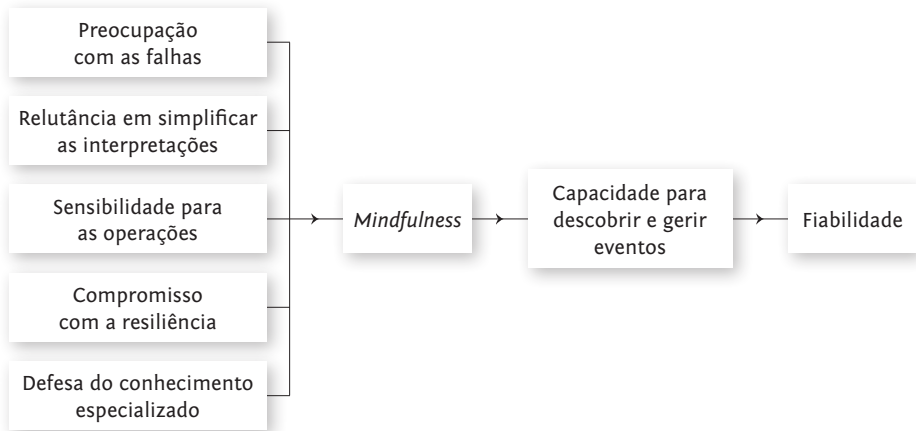 Preocupação
com as falhas
Relutância em simplificar
as interpretações
Sensibilidade para
as operações
Compromisso
com a resiliência
Defesa do conhecimento
especializado
Mindfulness
Capacidade para
descobrir e gerir
eventos
Fiabilidade